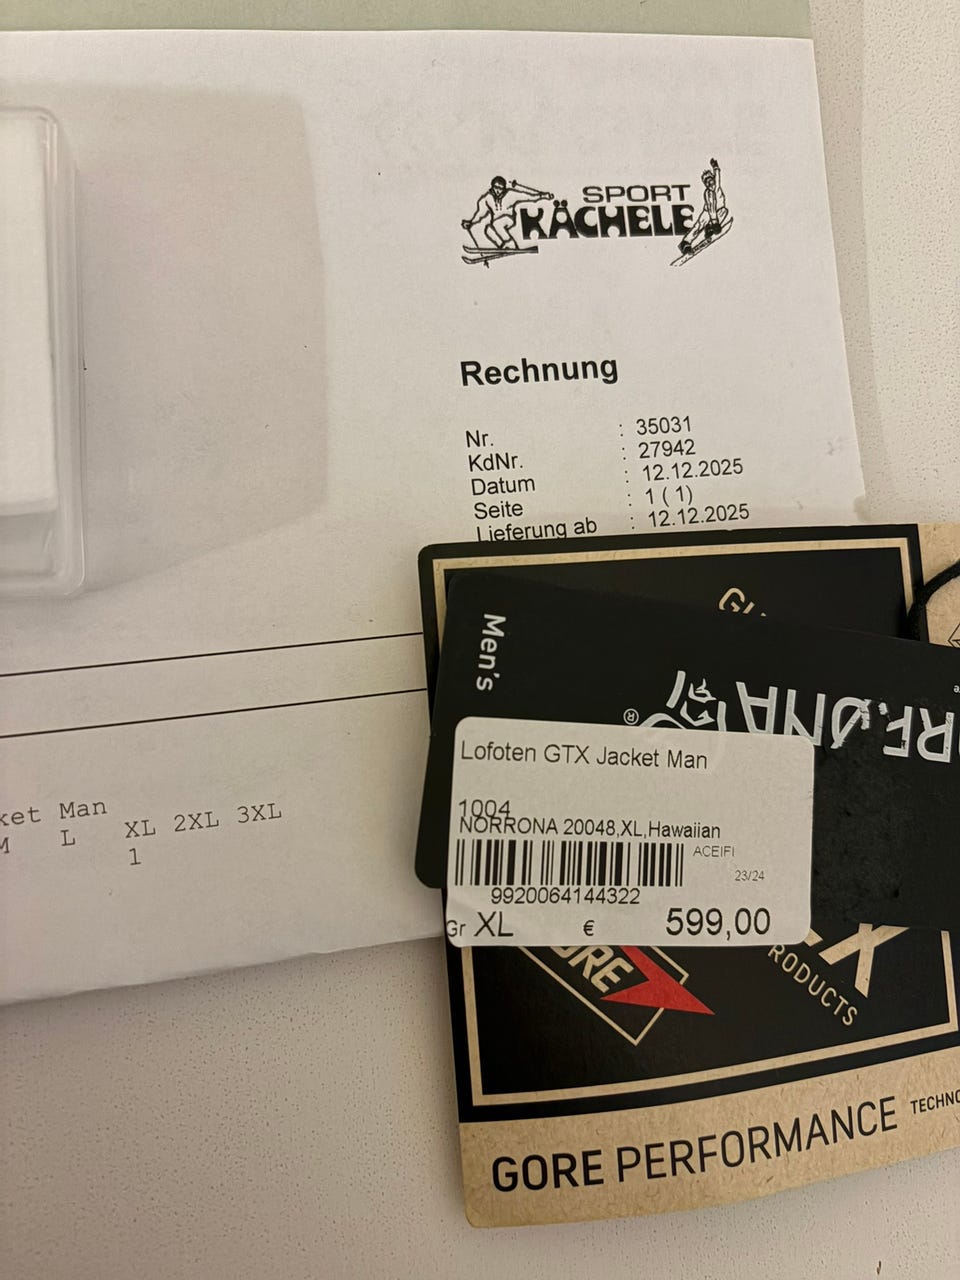 SPORT
KÄCHELE
Rechnung
Nr. : 35031
KdNr. : 27942
Datum : 12.12.2025
Seite : 1 ( 1)
Lieferung ab : 12.12.2025
Man
L XL 2XL 3XL
1
Men's
®
Lofoten GTX Jacket Man
1004
NORRONA 20048,XL,Hawaiian
ACEIFI
23/24
9920064144322
Gr XL € 599,00
PRODUCTS
GORE PERFORMANCE